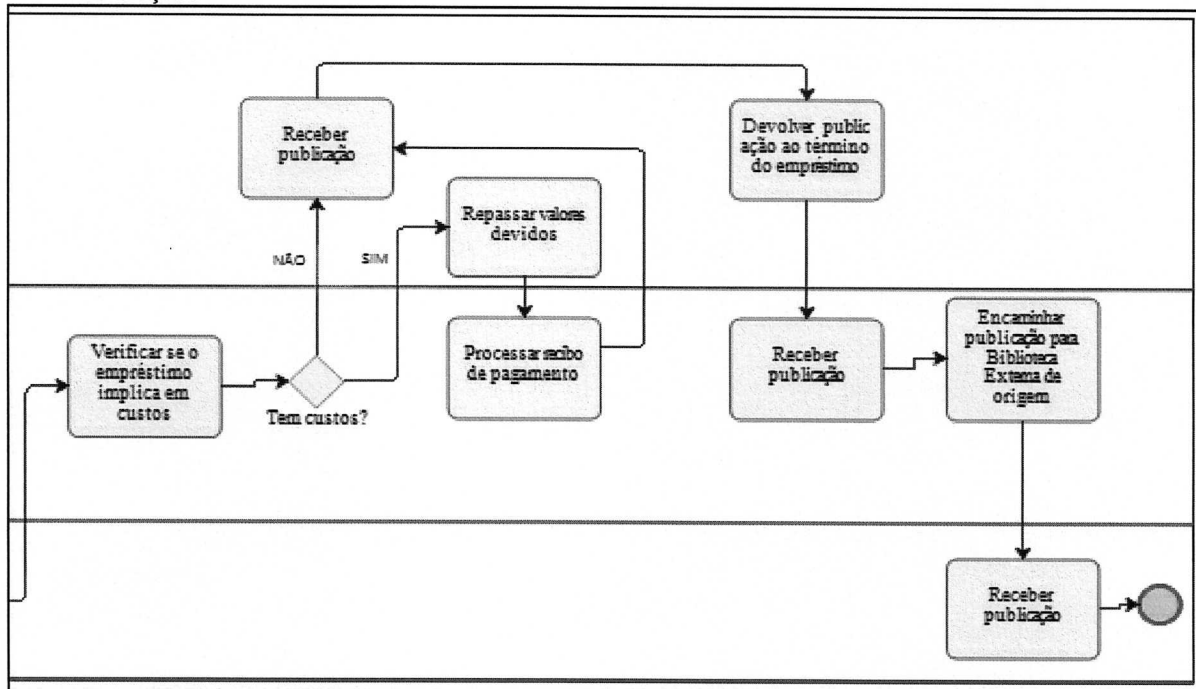 Receber
publicação
Devolver public
ação ao término
do empréstimo
Repassar valores
devidos
NÃO
SIM
Verificar se o
empréstimo
implica em
custos
Tem custos?
Processar recibo
de pagamento
Receber
publicação
Encaminhar
publicação para
Biblioteca
Externa de
origem
Receber
publicação